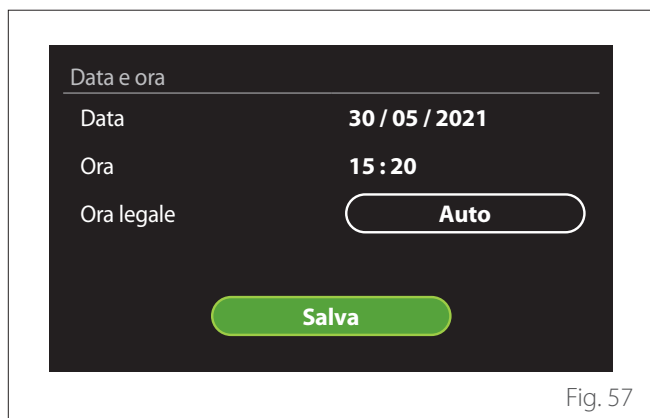 Data e ora
Data 30 / 05 / 2021
Ora 15 : 20
Ora legale Auto
Salva
Fig. 57